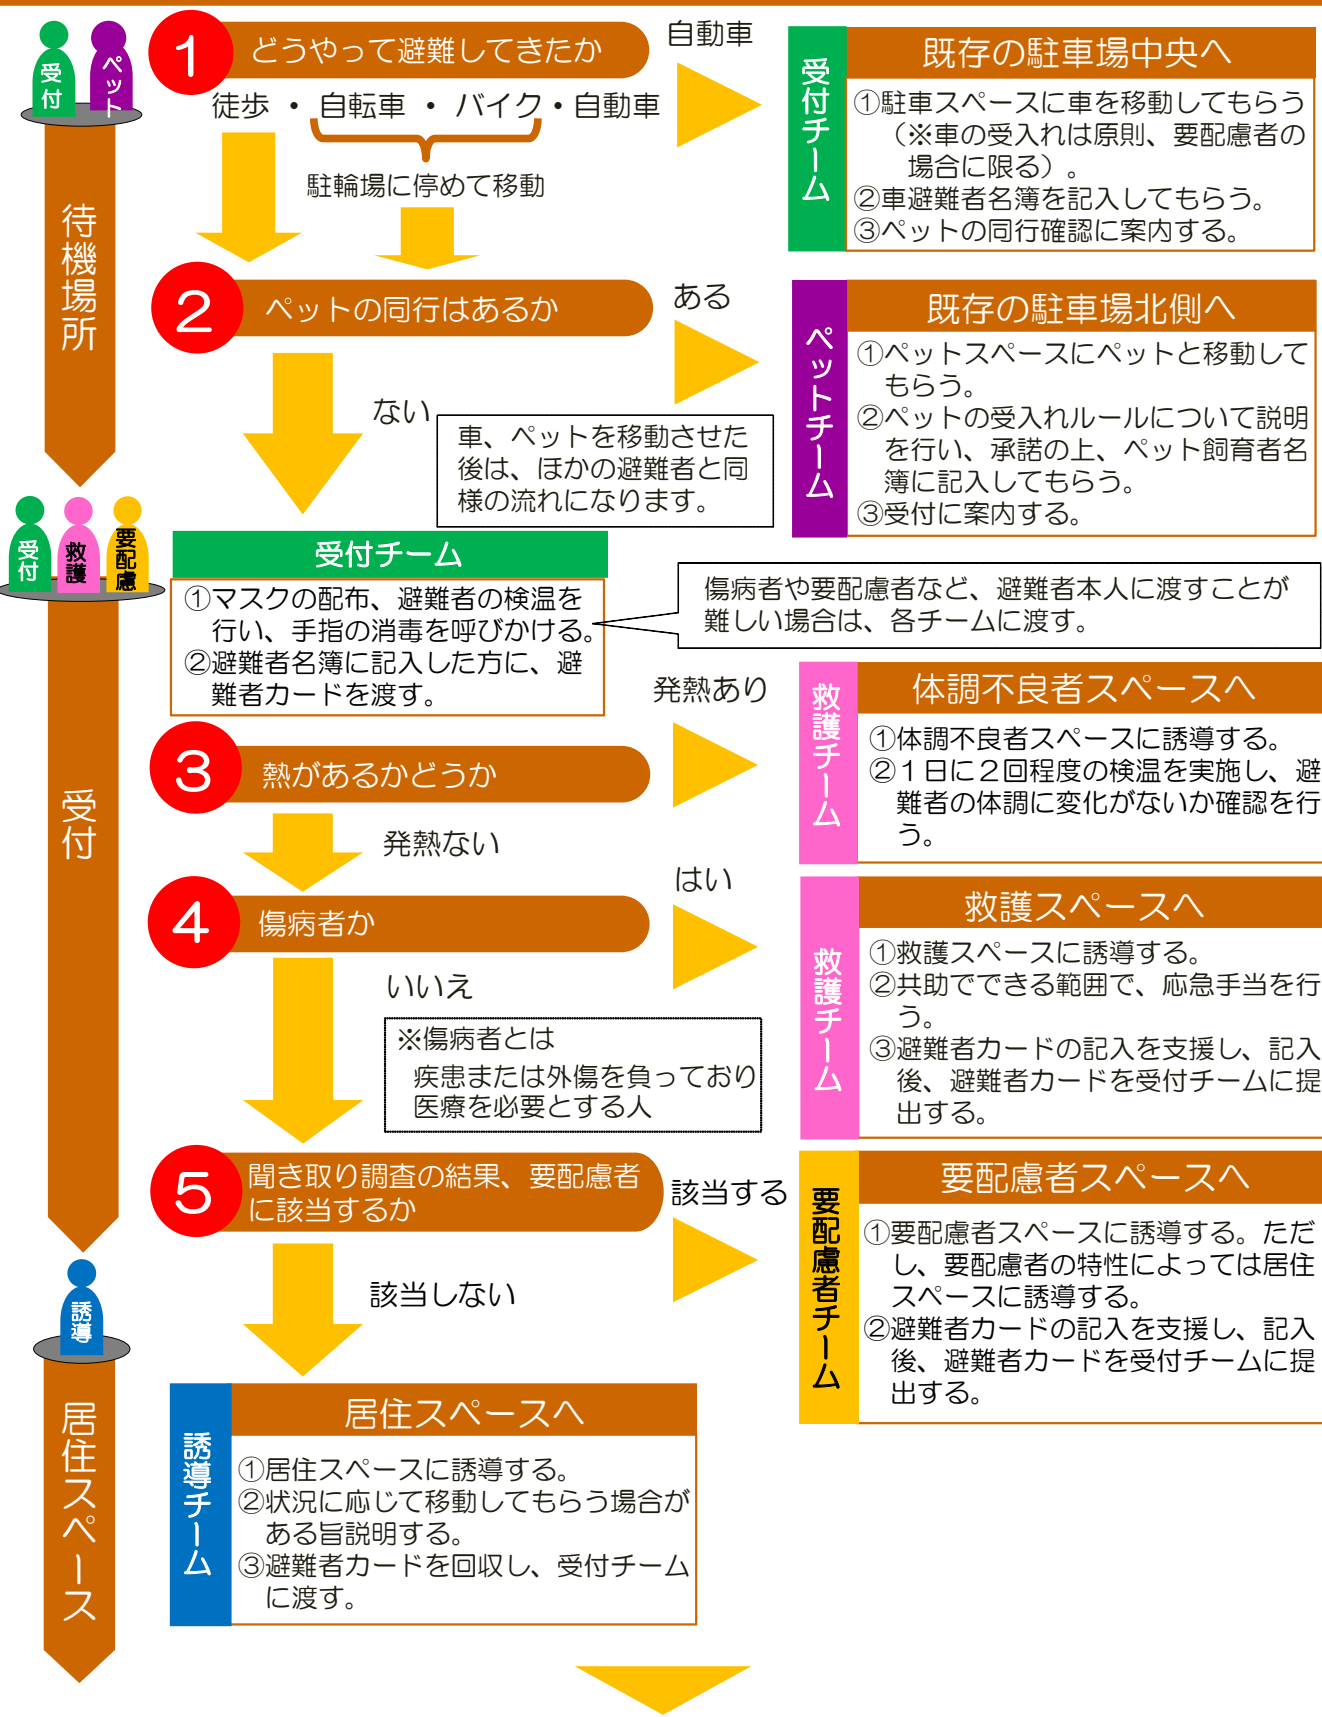 受付
ペット
1
どうやって避難してきたか
自動車
徒歩 ・ 自転車 ・ バイク・自動車
駐輪場に停めて移動
受付チーム
既存の駐車場中央へ
①駐車スペースに車を移動してもらう
（※車の受入れは原則、要配慮者の
場合に限る）。
②車避難者名簿を記入してもらう。
③ペットの同行確認に案内する。
待機場所
2
ペットの同行はあるか
ある
ない
車、ペットを移動させた
後は、ほかの避難者と同
様の流れになります。
ペットチーム
既存の駐車場北側へ
①ペットスペースにペットと移動して
もらう。
②ペットの受入れルールについて説明
を行い、承諾の上、ペット飼育者名
簿に記入してもらう。
③受付に案内する。
受付
救護
要配慮
受付チーム
①マスクの配布、避難者の検温を
行い、手指の消毒を呼びかける。
②避難者名簿に記入した方に、避
難者カードを渡す。
傷病者や要配慮者など、避難者本人に渡すことが
難しい場合は、各チームに渡す。
受付
3
熱があるかどうか
発熱あり
発熱ない
救護チーム
体調不良者スペースへ
①体調不良者スペースに誘導する。
②１日に２回程度の検温を実施し、避
難者の体調に変化がないか確認を行
う。
4
傷病者か
はい
いいえ
※傷病者とは
疾患または外傷を負っており
医療を必要とする人
救護チーム
救護スペースへ
①救護スペースに誘導する。
②共助でできる範囲で、応急手当を行
う。
③避難者カードの記入を支援し、記入
後、避難者カードを受付チームに提
出する。
5
聞き取り調査の結果、要配慮者
に該当するか
該当する
該当しない
要配慮者チーム
要配慮者スペースへ
①要配慮者スペースに誘導する。ただ
し、要配慮者の特性によっては居住
スペースに誘導する。
②避難者カードの記入を支援し、記入
後、避難者カードを受付チームに提
出する。
誘導
居住スペース
誘導チーム
居住スペースへ
①居住スペースに誘導する。
②状況に応じて移動してもらう場合が
ある旨説明する。
③避難者カードを回収し、受付チーム
に渡す。